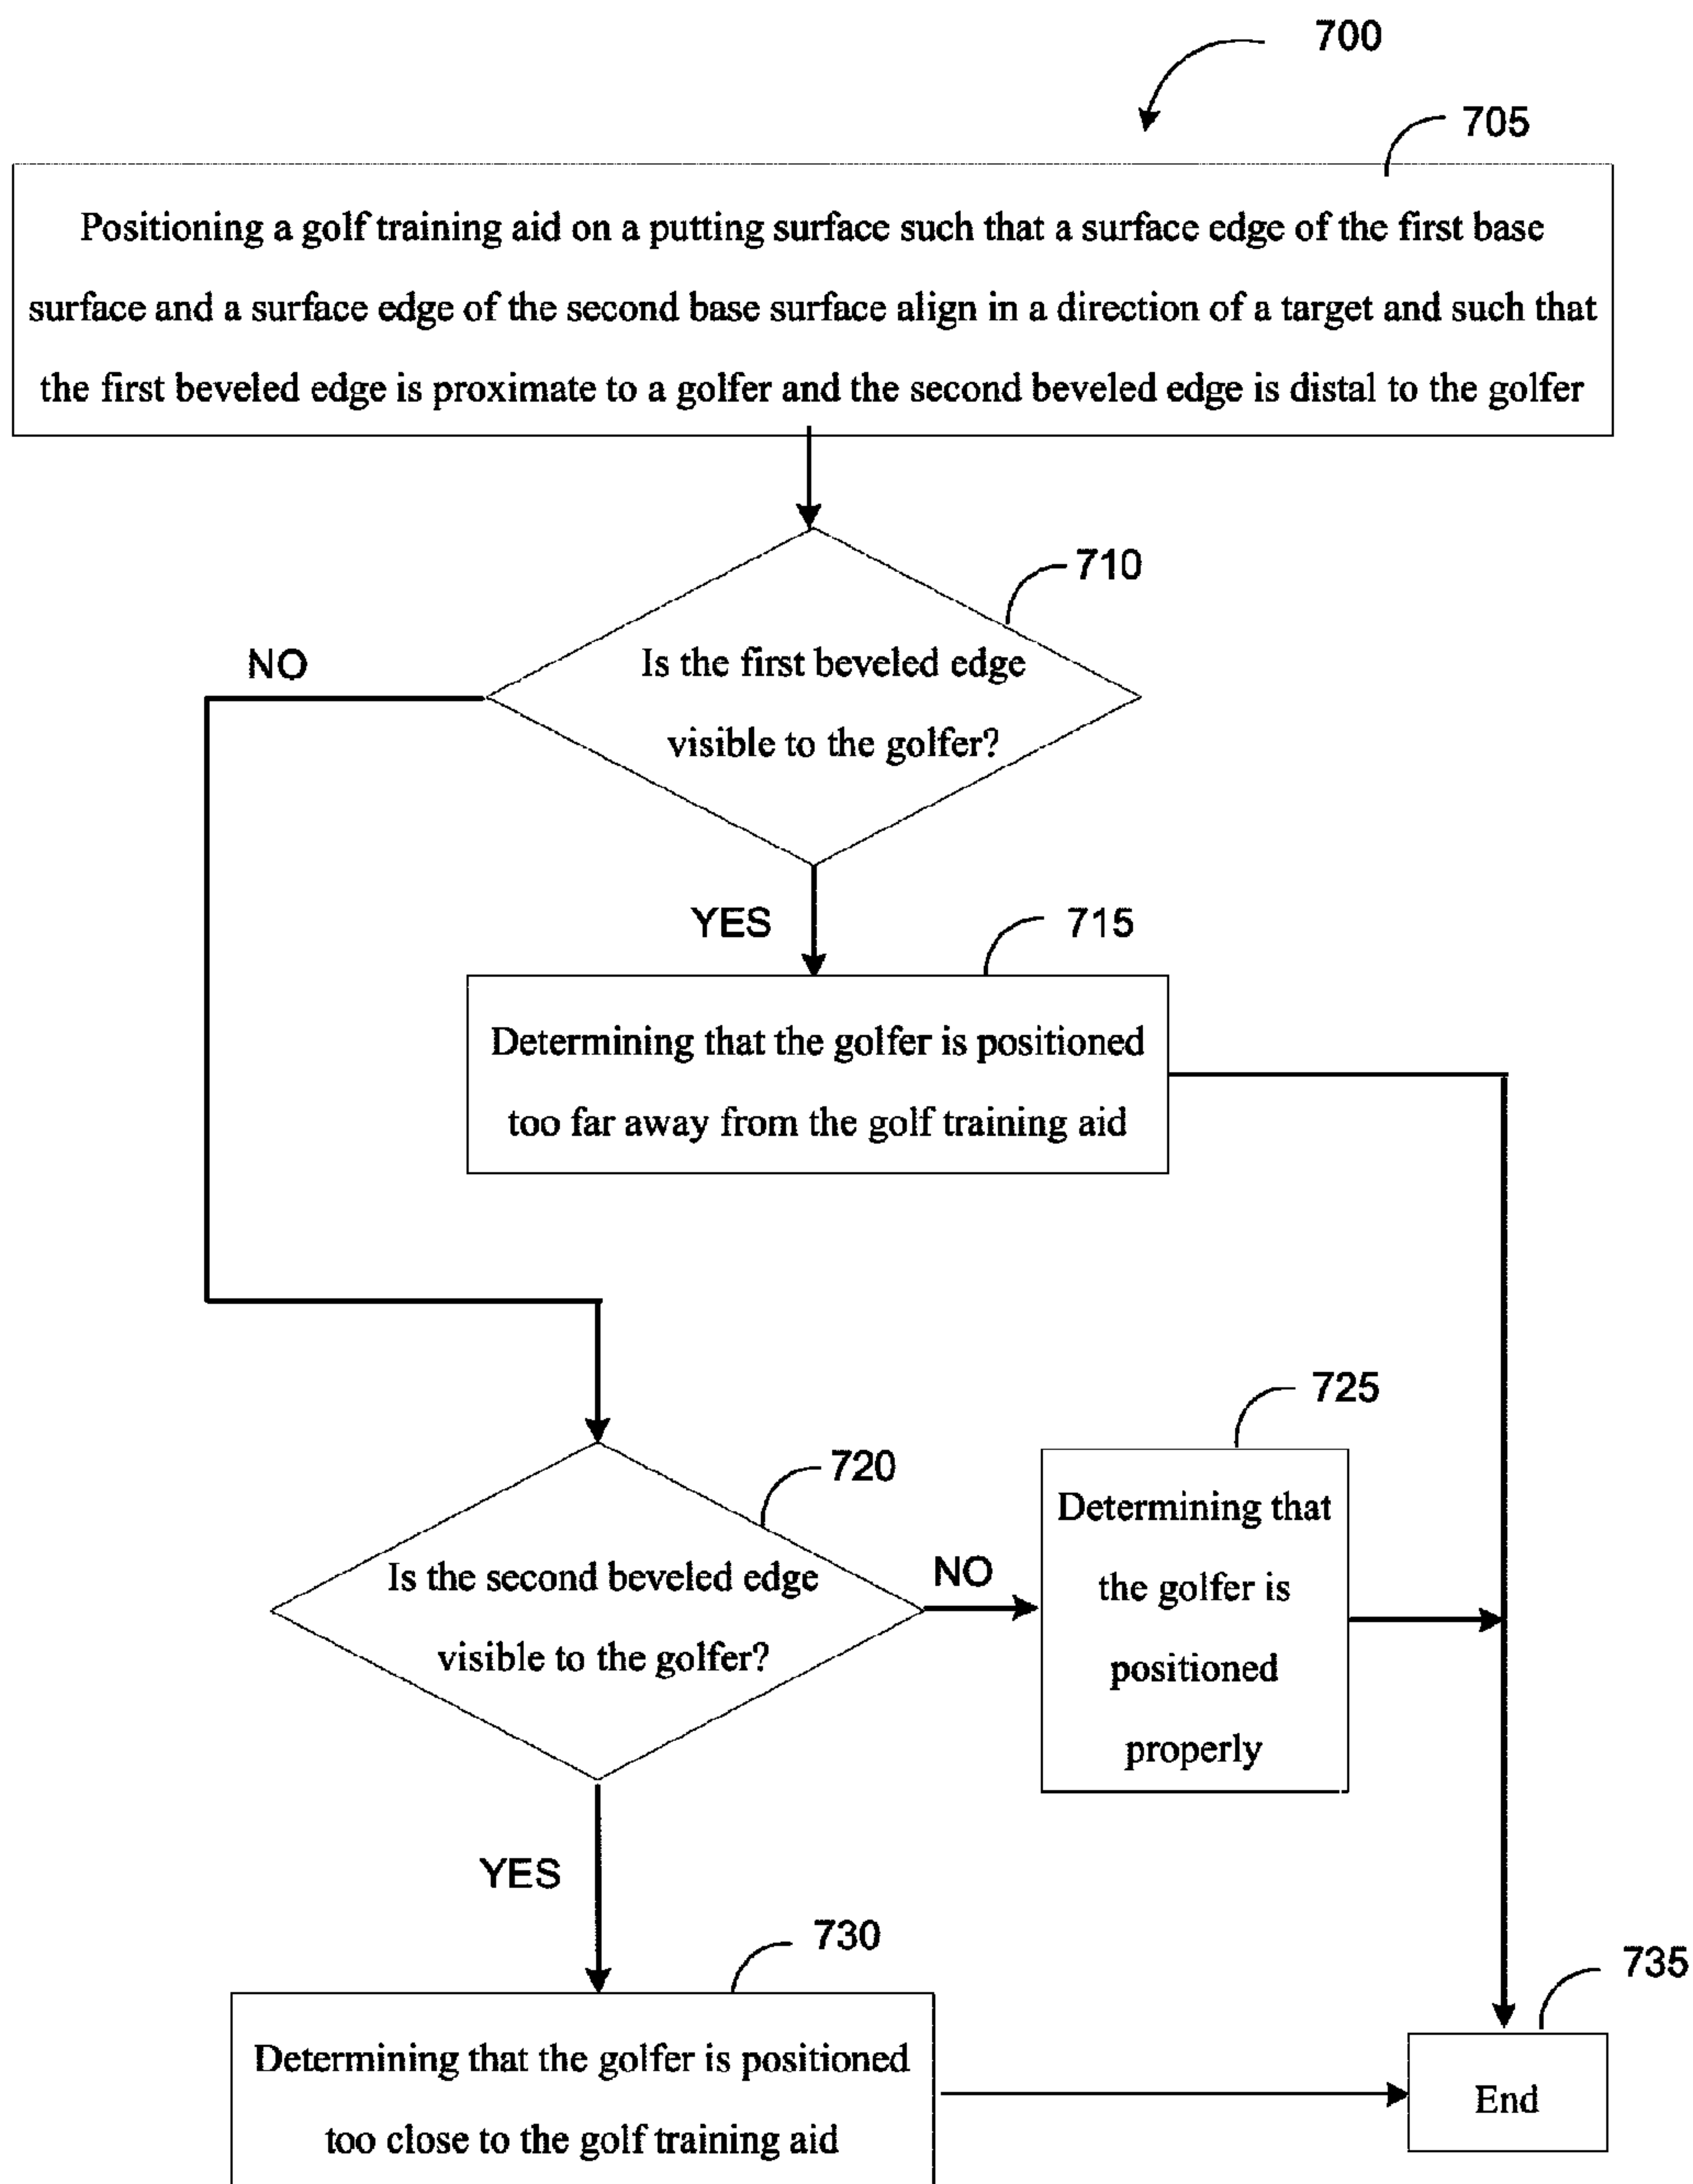 700
705
Positioning a golf training aid on a putting surface such that a surface edge of the first base
surface and a surface edge of the second base surface align in a direction of a target and such that
the first beveled edge is proximate to a golfer and the second beveled edge is distal to the golfer
710
Is the first beveled edge
visible to the golfer?
NO
YES
715
Determining that the golfer is positioned
too far away from the golf training aid
720
Is the second beveled edge
visible to the golfer?
NO
725
Determining that
the golfer is
positioned
properly
YES
730
Determining that the golfer is positioned
too close to the golf training aid
735
End